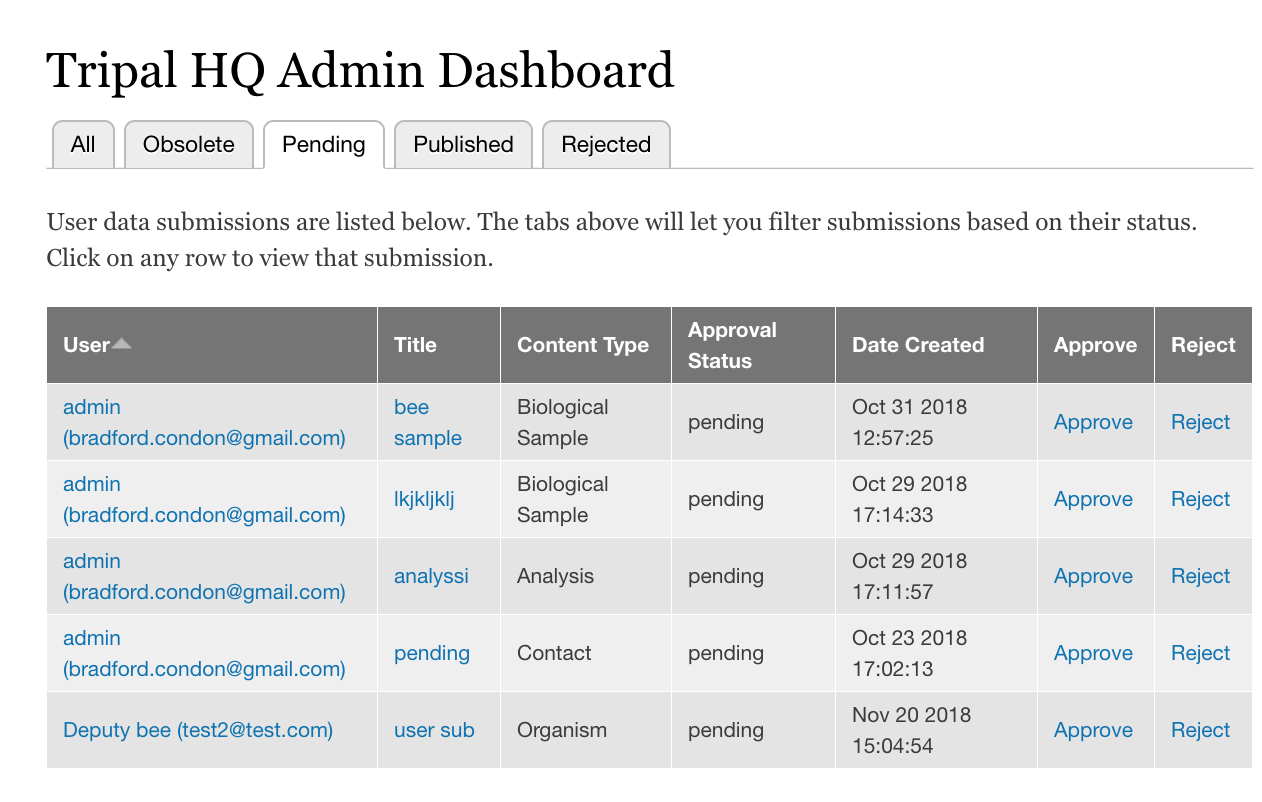 Tripal HQ Admin Dashboard
All Obsolete Pending Published Rejected
User data submissions are listed below. The tabs above will let you filter submissions based on their status.
Click on any row to view that submission.
User Title Content Type Approval Status Date Created Approve Reject
admin (bradford.condon@gmail.com) bee sample Biological Sample pending Oct 31 2018 12:57:25 Approve Reject
admin (bradford.condon@gmail.com) lkjkljklj Biological Sample pending Oct 29 2018 17:14:33 Approve Reject
admin (bradford.condon@gmail.com) analyssi Analysis pending Oct 29 2018 17:11:57 Approve Reject
admin (bradford.condon@gmail.com) pending Contact pending Oct 23 2018 17:02:13 Approve Reject
Deputy bee (test2@test.com) user sub Organism pending Nov 20 2018 15:04:54 Approve Reject